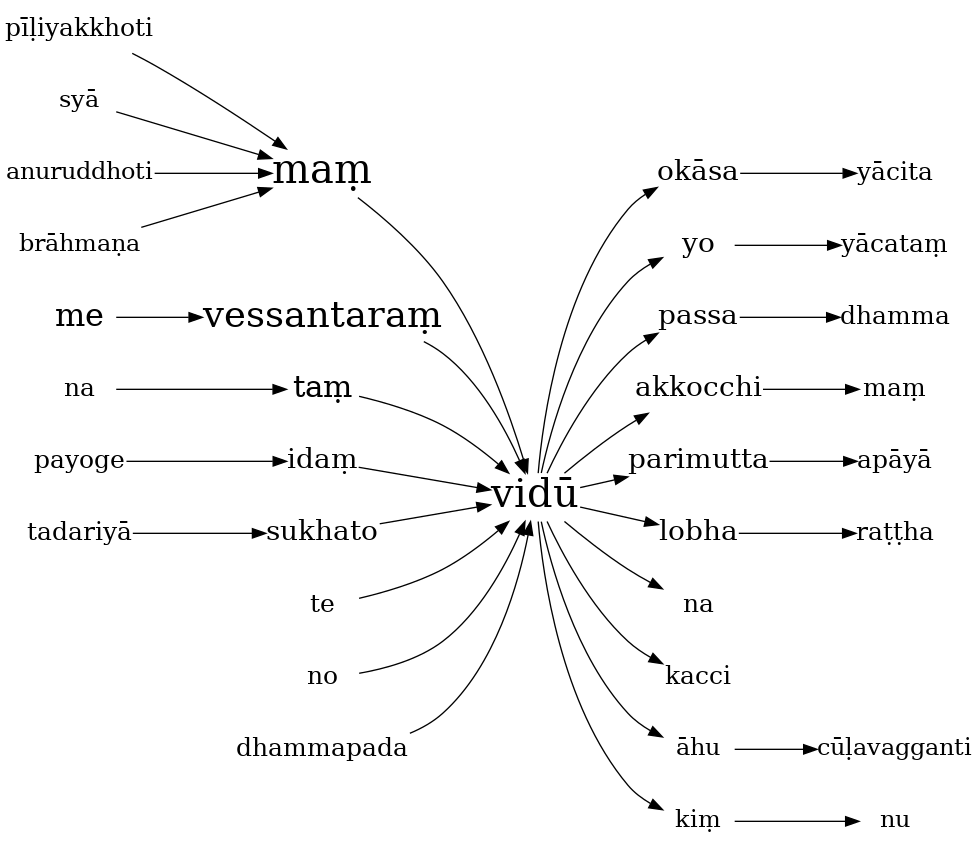 pīḷiyakkhoti
syā
anuruddhoti
brāhmaṇa
maṃ
me
vessantaraṃ
na
taṃ
payoge
idaṃ
tadariyā
sukhato
te
no
dhammapada
vidū
okāsa
yācita
yo
yācataṃ
passa
dhamma
akkocchi
maṃ
parimutta
apāyā
lobha
raṭṭha
na
kacci
āhu
cūḷavagganti
kiṃ
nu